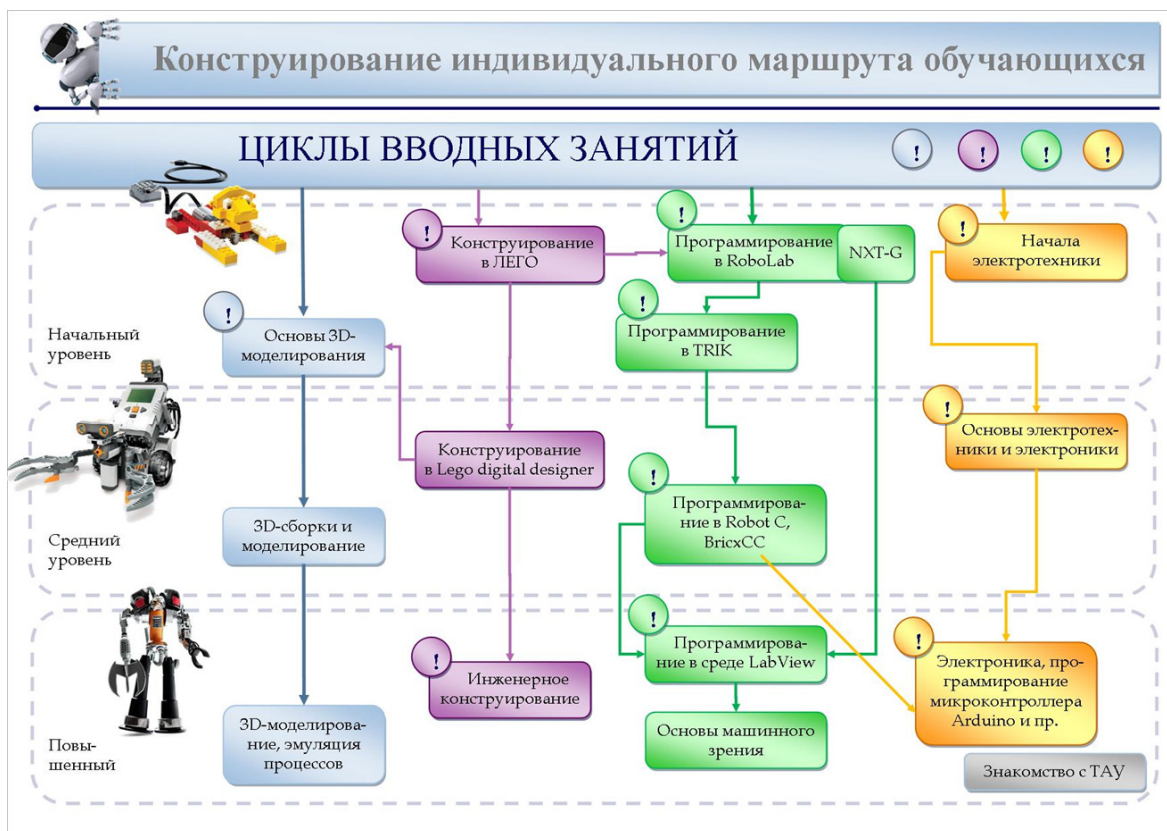 Конструирование индивидуального маршрута обучающихся
ЦИКЛЫ ВВОДНЫХ ЗАНЯТИЙ
!
!
!
!
Начальный
уровень
!
Основы 3D-
моделирования
!
Конструирование
в ЛЕГО
!
Программирование
в RoboLab
NXT-G
!
Программирование
в TRIK
!
Начала
электротехники
Средний
уровень
3D-сборки и
моделирование
Конструирование
в Lego digital designer
!
Программирова-
ние в Robot C,
BricxCC
!
Основы электротех-
ники и электроники
Повы-
шенный
3D-моделирова-
ние, эмуляция
процессов
!
Инженерное
конструирование
!
Программирова-
ние в среде LabView
Основы машинного
зрения
!
Электроника, про-
граммирование
микроконтроллера
Arduino и пр.
Знакомство с ТАУ